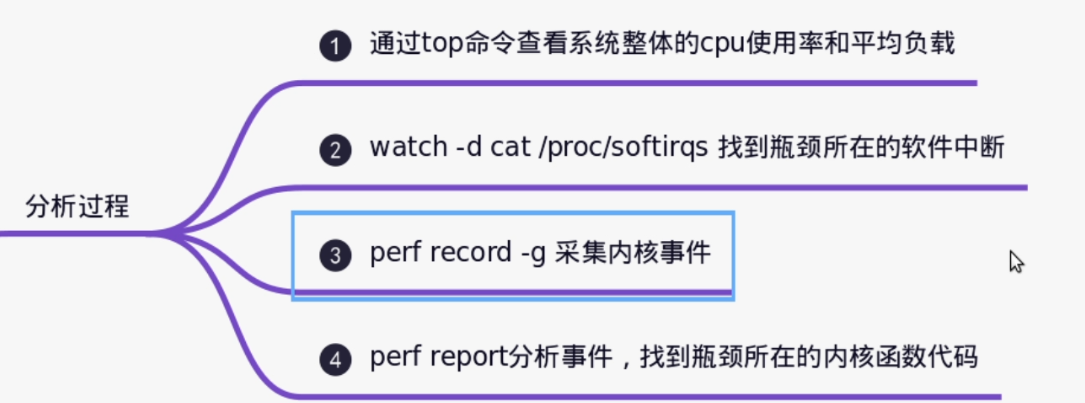 1 通过top命令查看系统整体的cpu使用率和平均负载
2 watch -d cat /proc/softirqs 找到瓶颈所在的软件中断
分析过程
3 perf record -g 采集内核事件
4 perf report分析事件，找到瓶颈所在的内核函数代码